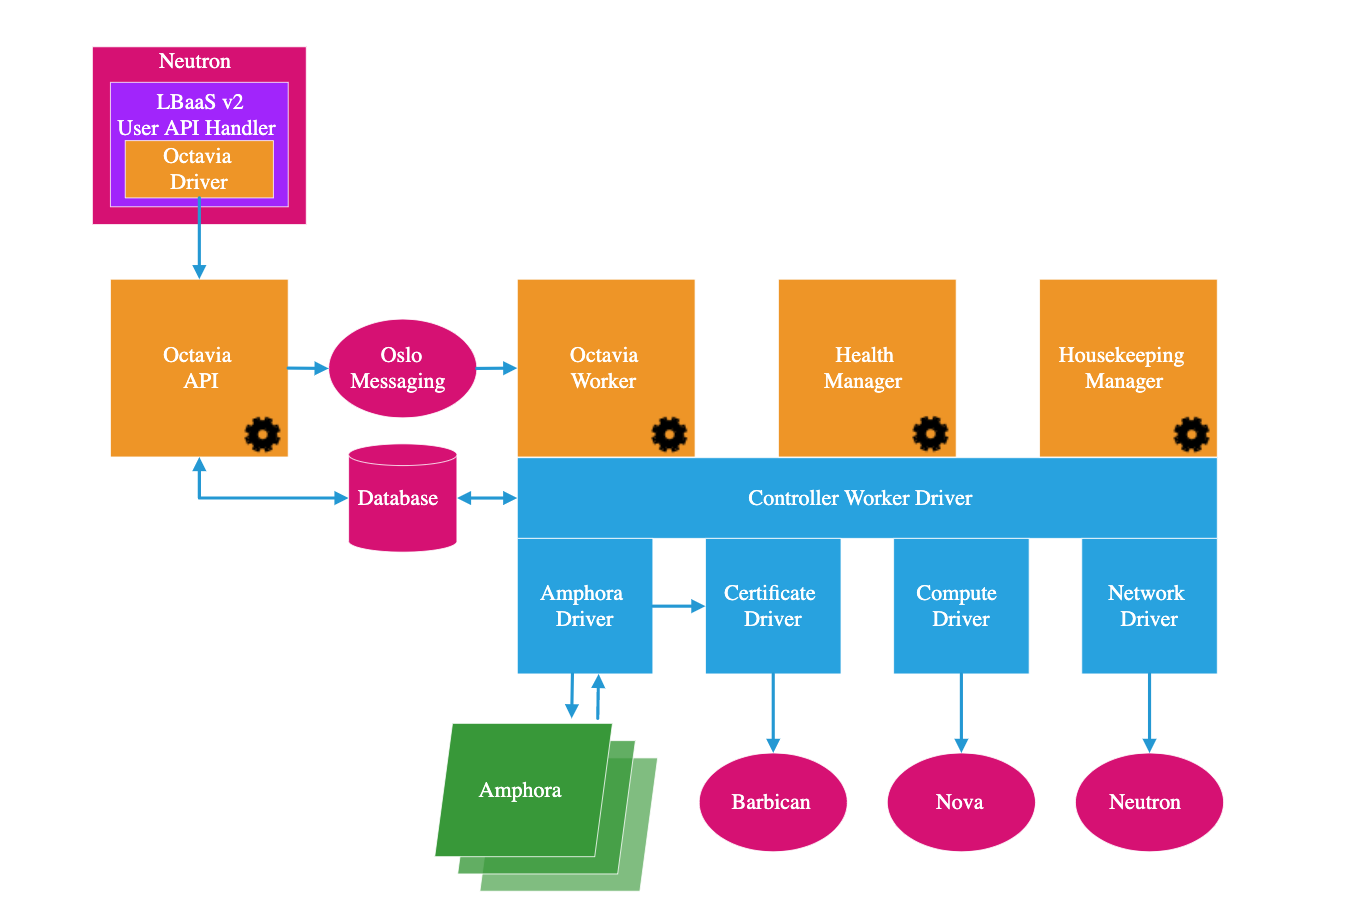 Neutron
LBaaS v2
User API Handler
Octavia
Driver
Octavia
API
Oslo
Messaging
Octavia
Worker
Health
Manager
Housekeeping
Manager
Database
Controller Worker Driver
Amphora
Driver
Certificate
Driver
Compute
Driver
Network
Driver
Amphora
Barbican
Nova
Neutron